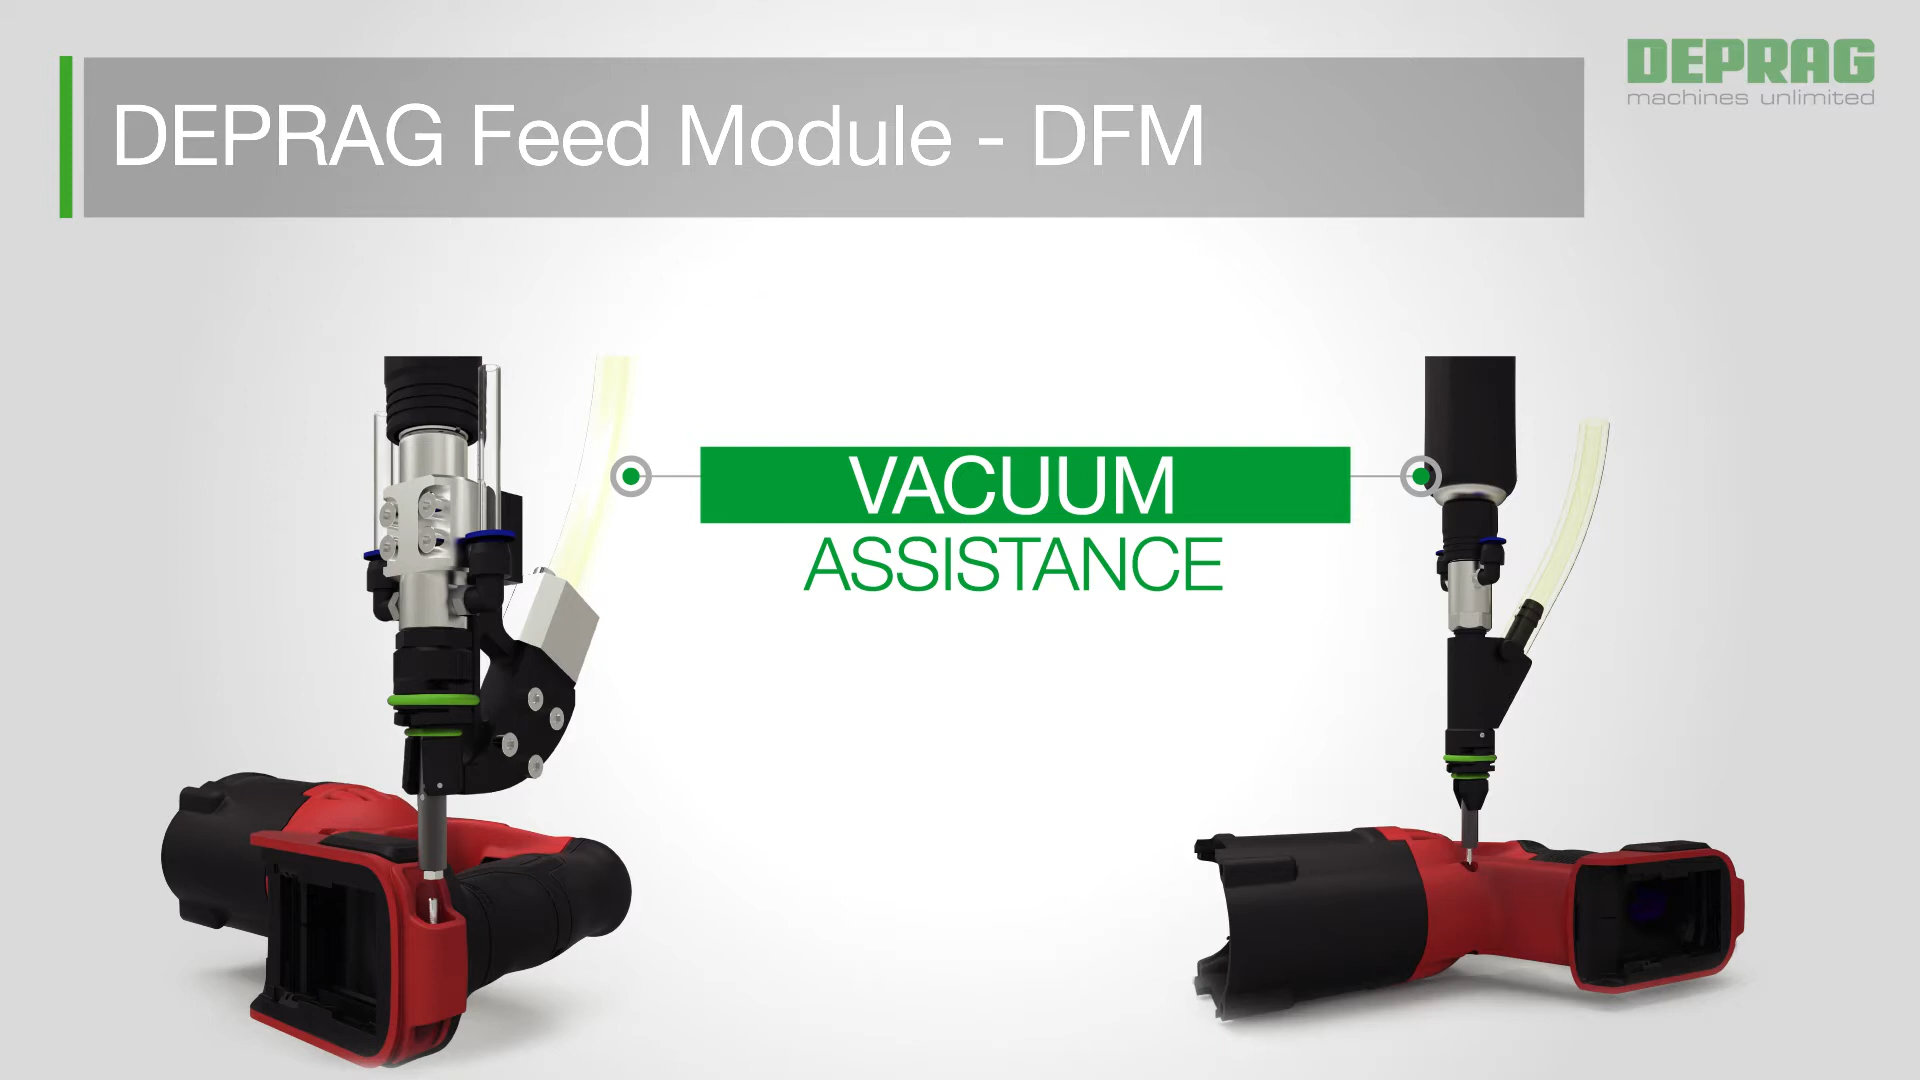 DEPRAG
machines unlimited
DEPRAG Feed Module - DFM
VACUUM
ASSISTANCE